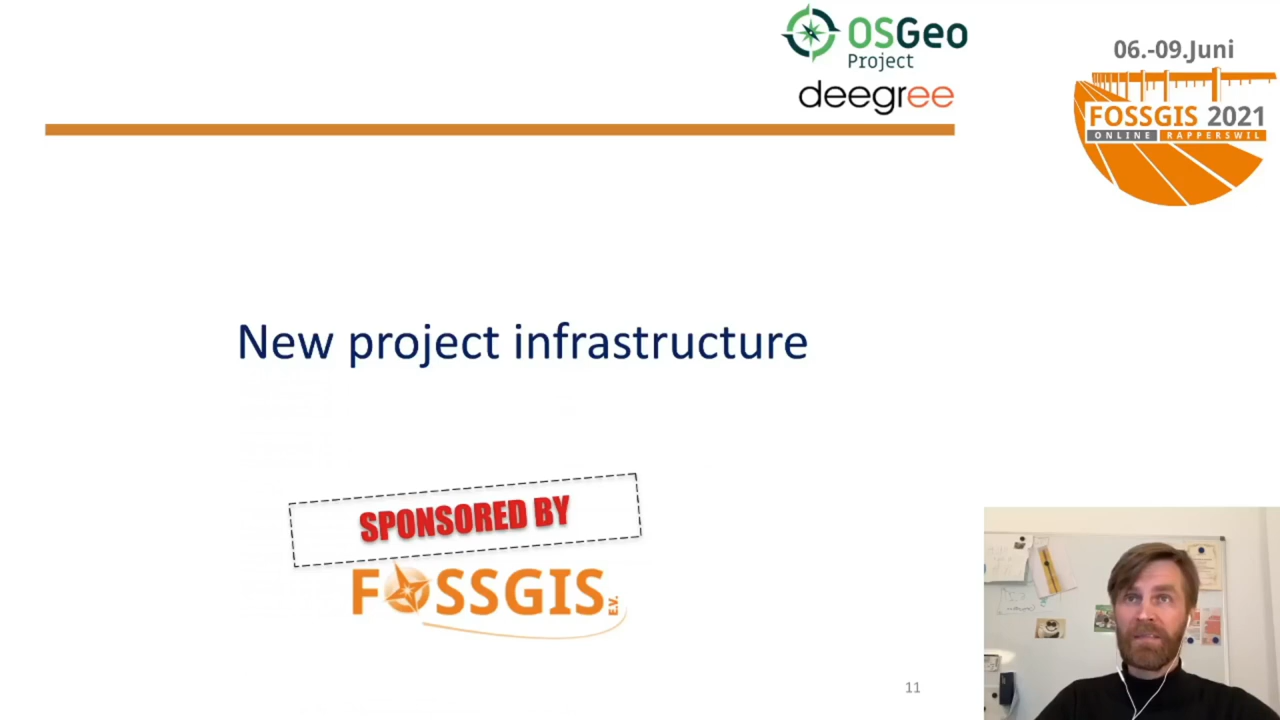 OSGeo
Project
deegree
06.-09.Juni
FOSSGIS 2021
ONLINE RAPPERSWIL
New project infrastructure
SPONSORED BY
FOSSGIS E.V.
11